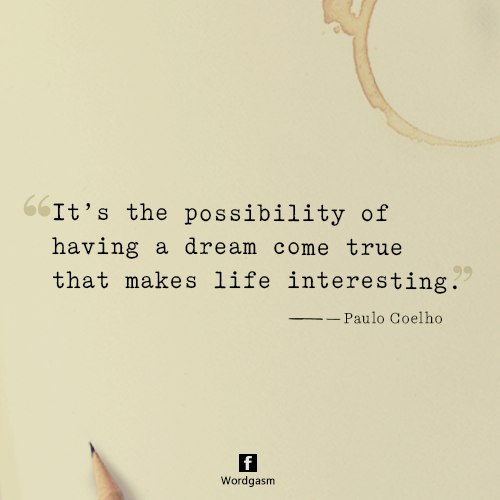 “It’s the possibility of
having a dream come true
that makes life interesting.”
——— — Paulo Coelho
f
Wordgasm